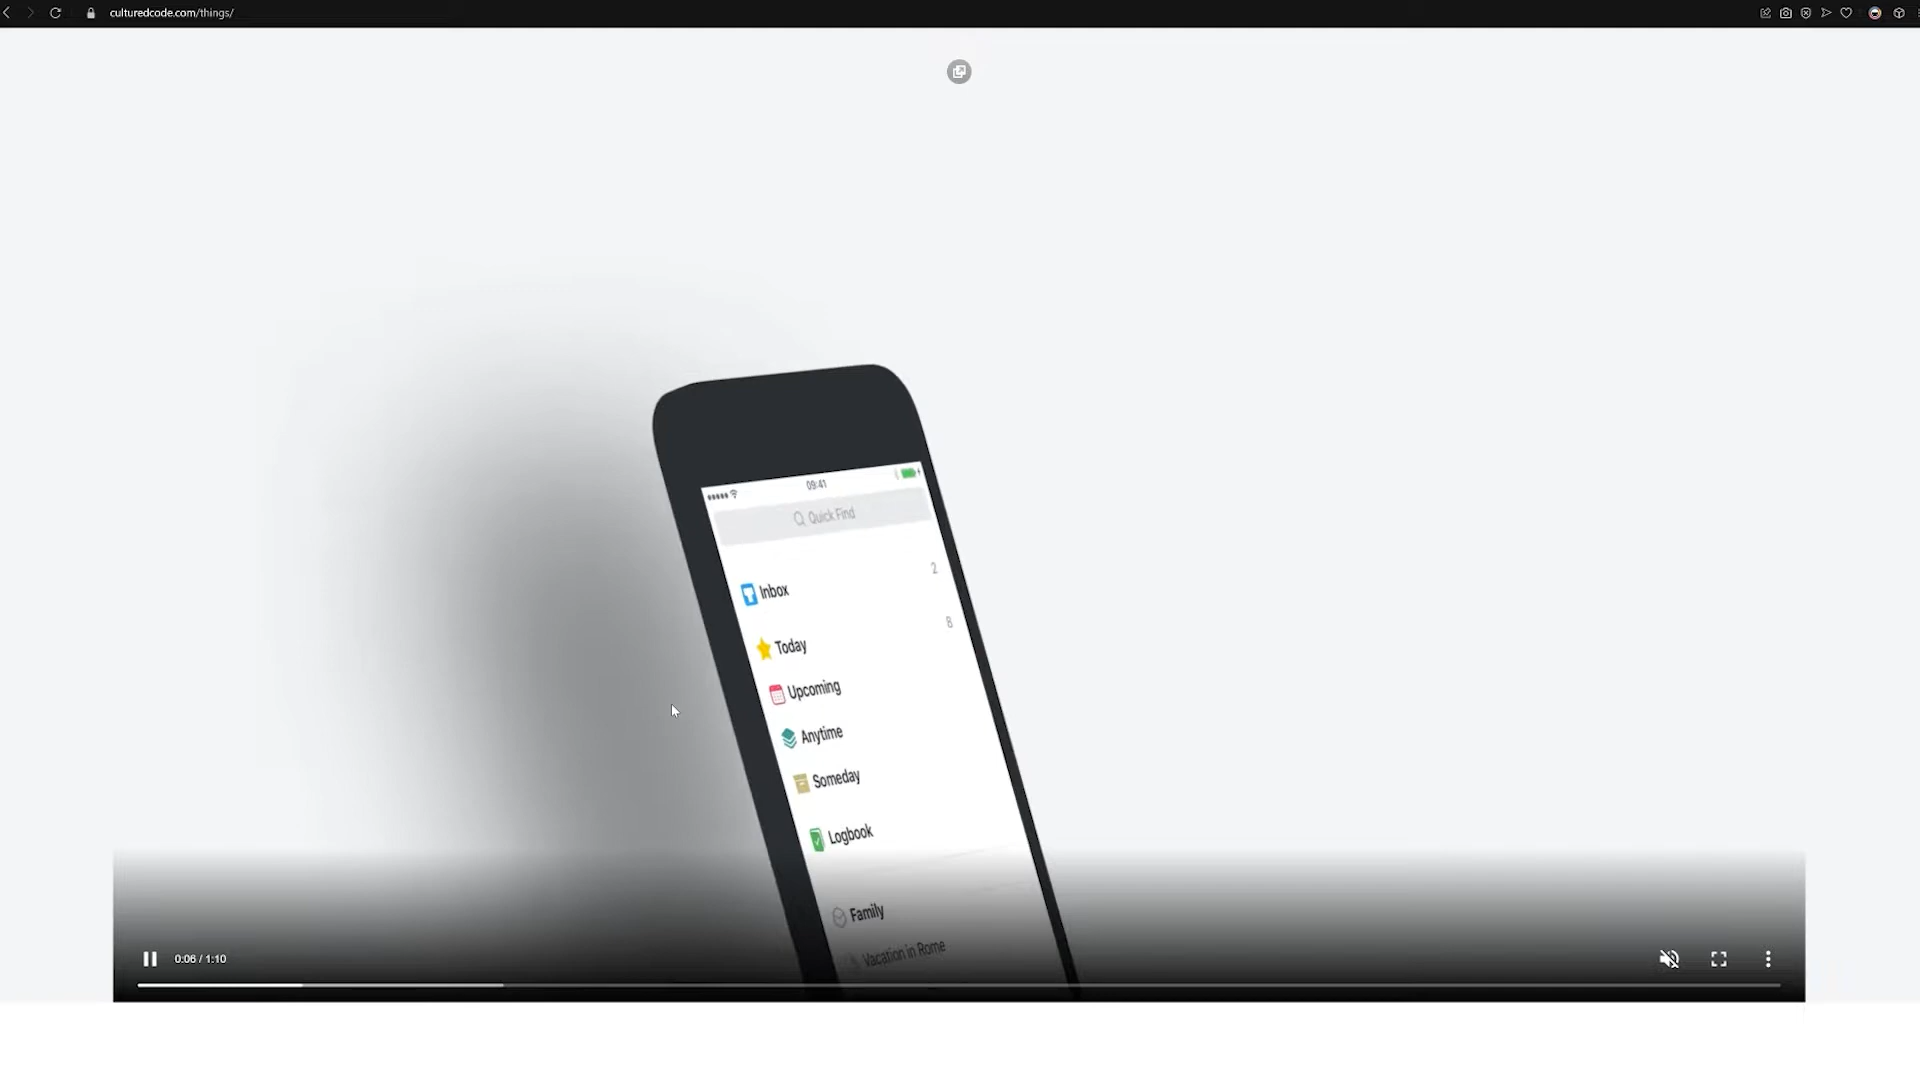 culturedcode.com/things/
09:41
Quick Find
Inbox 2
Today 8
Upcoming
Anytime
Someday
Logbook
Family
Vacation in Rome
0:06 / 1:10